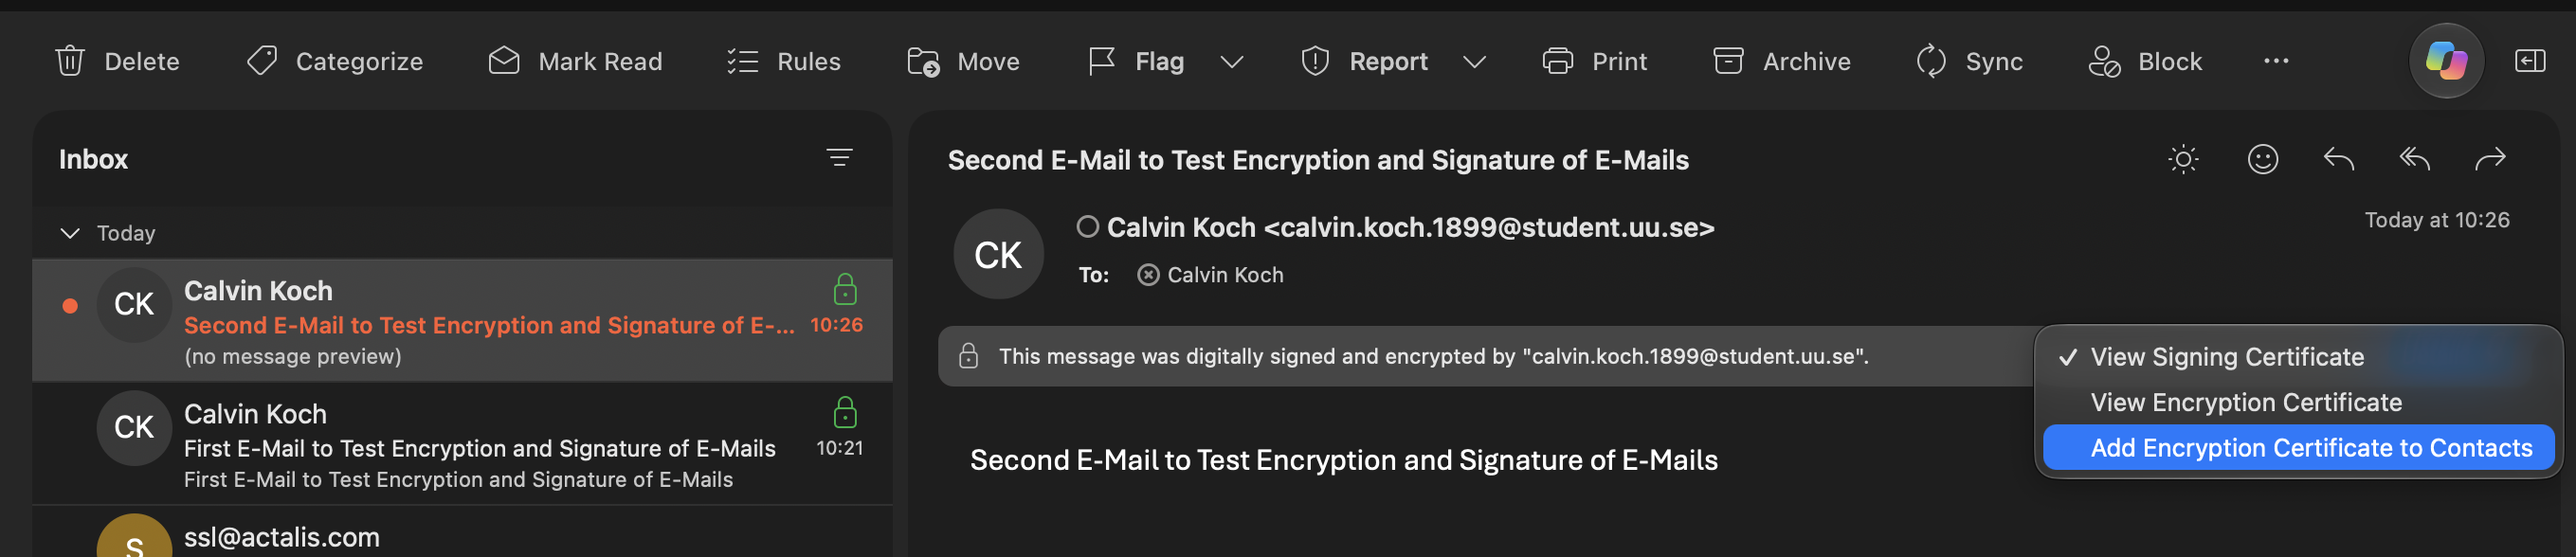 Delete Categorize Mark Read Rules Move Flag Report Print Archive Sync Block
Inbox
Today
CK
Calvin Koch
Second E-Mail to Test Encryption and Signature of E-... 10:26
(no message preview)
CK
Calvin Koch
First E-Mail to Test Encryption and Signature of E-Mails 10:21
First E-Mail to Test Encryption and Signature of E-Mails
S
ssl@actalis.com
Second E-Mail to Test Encryption and Signature of E-Mails
CK
Calvin Koch <calvin.koch.1899@student.uu.se>
Today at 10:26
To: Calvin Koch
This message was digitally signed and encrypted by "calvin.koch.1899@student.uu.se".
✓ View Signing Certificate
View Encryption Certificate
Add Encryption Certificate to Contacts
Second E-Mail to Test Encryption and Signature of E-Mails